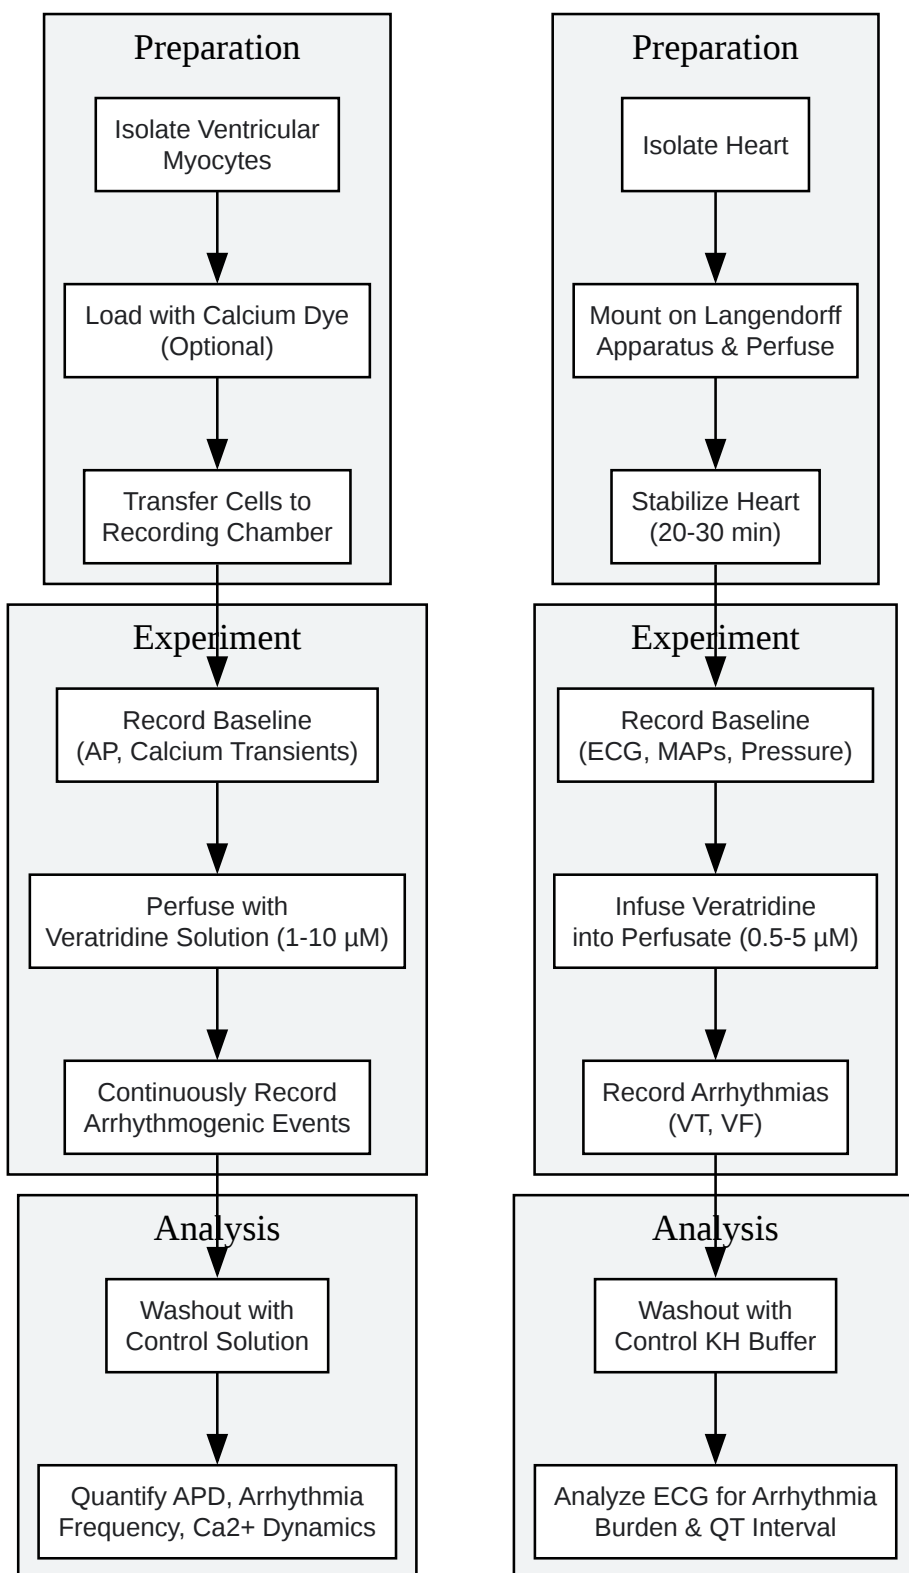 Preparation
Isolate Ventricular
Myocytes
Load with Calcium Dye
(Optional)
Transfer Cells to
Recording Chamber
Experiment
Record Baseline
(AP, Calcium Transients)
Perfuse with
Veratridine Solution (1-10 µM)
Continuously Record
Arrhythmogenic Events
Analysis
Washout with
Control Solution
Quantify APD, Arrhythmia
Frequency, Ca2+ Dynamics
Preparation
Isolate Heart
Mount on Langendorff
Apparatus & Perfuse
Stabilize Heart
(20-30 min)
Experiment
Record Baseline
(ECG, MAPs, Pressure)
Infuse Veratridine
into Perfusate (0.5-5 µM)
Record Arrhythmias
(VT, VF)
Analysis
Washout with
Control KH Buffer
Analyze ECG for Arrhythmia
Burden & QT Interval